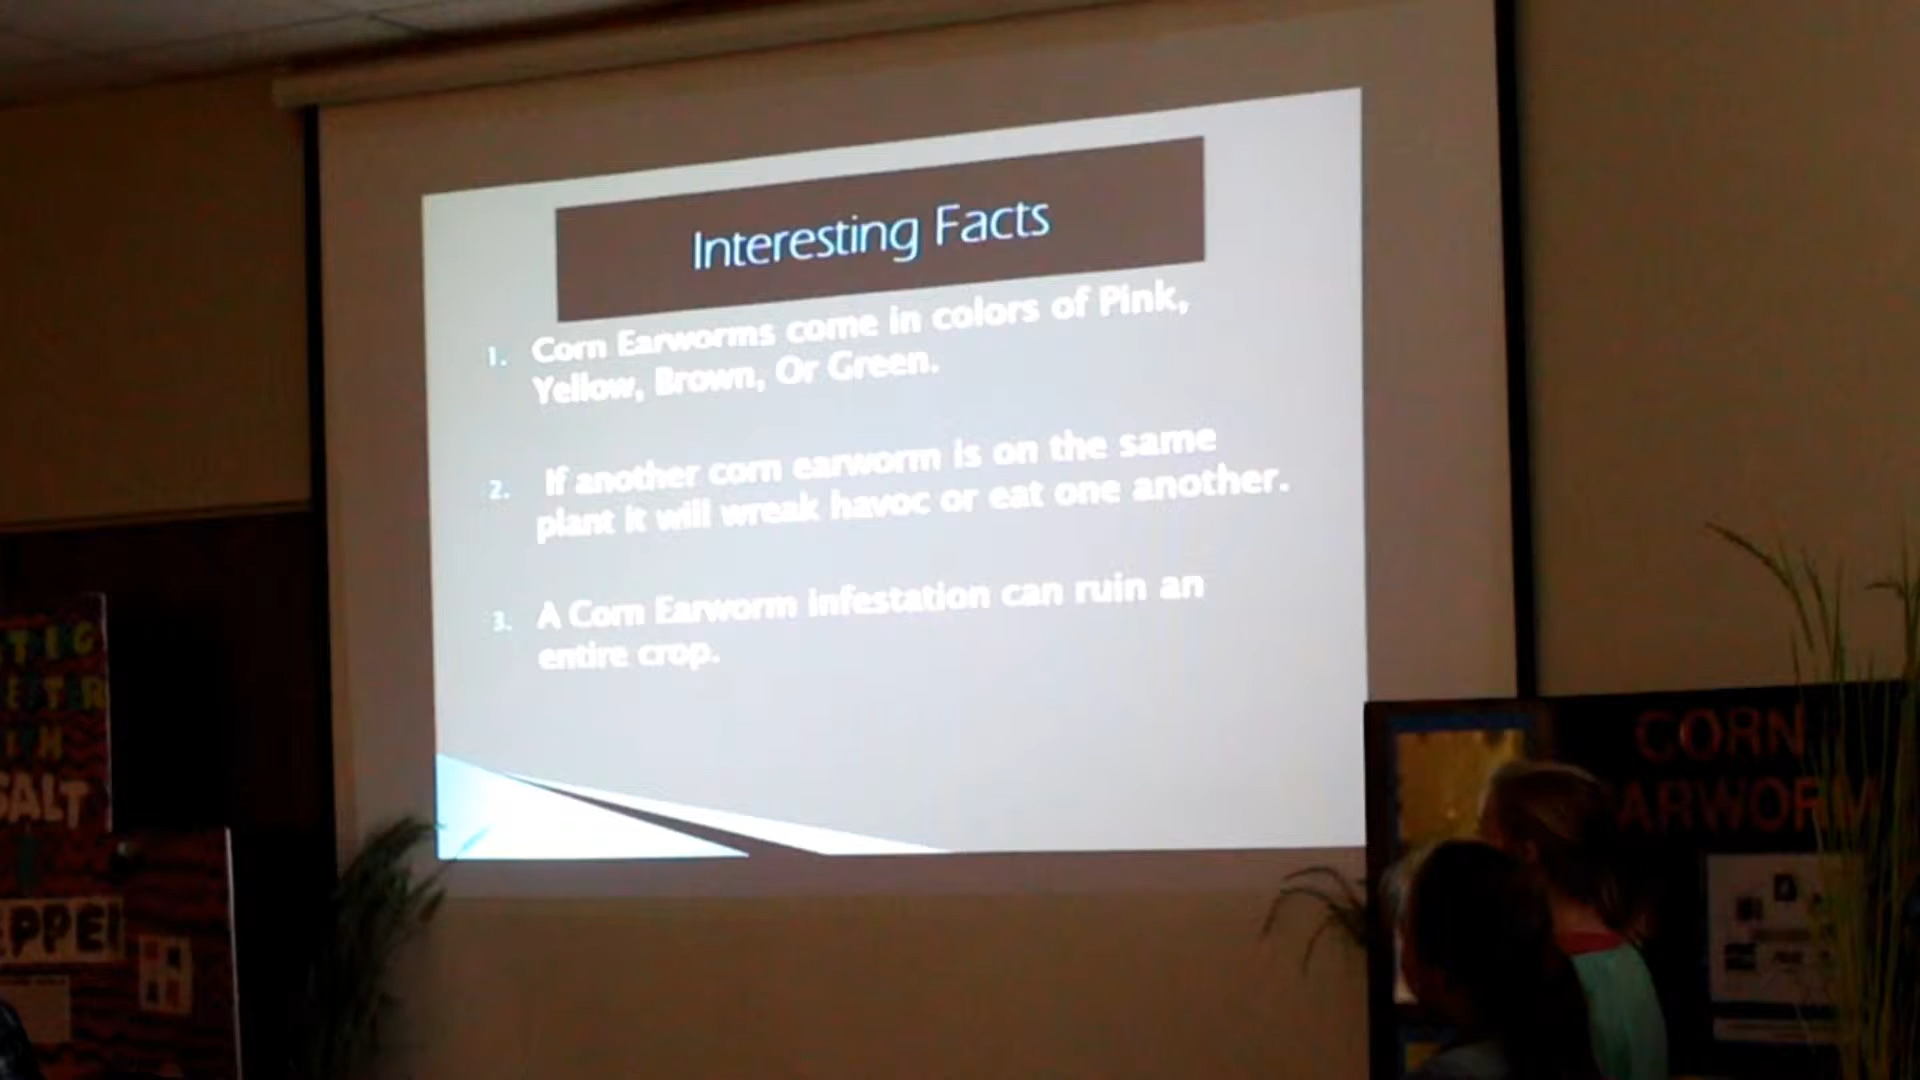 Interesting Facts
1. Corn Earworms come in colors of Pink,
Yellow, Brown, Or Green.
2. If another corn earworm is on the same
plant it will wreak havoc or eat one another.
3. A Corn Earworm infestation can ruin an
entire crop.
SALT
CORN
ARWORM